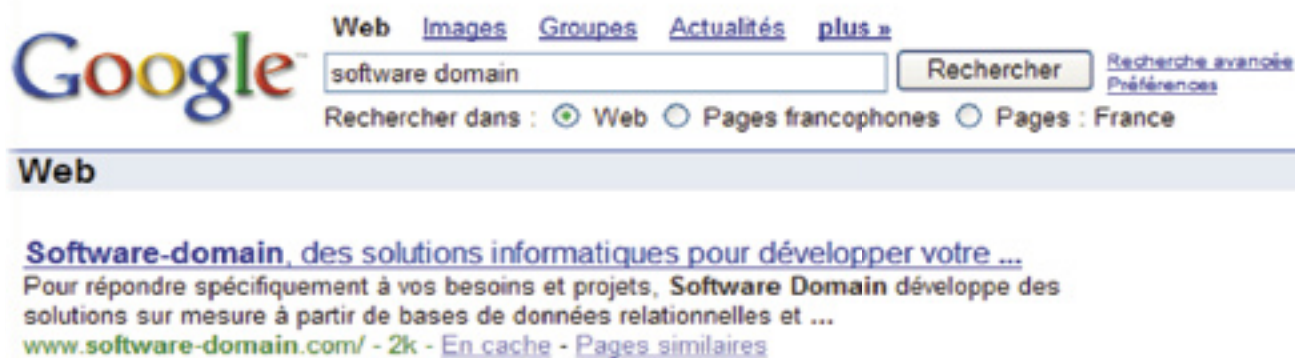 Web Images Groupes Actualités plus »
Google™
software domain Rechercher Recherche avancée
Préférences
Rechercher dans : Web Pages francophones Pages : France
Web
Software-domain, des solutions informatiques pour développer votre ...
Pour répondre spécifiquement à vos besoins et projets, Software Domain développe des
solutions sur mesure à partir de bases de données relationnelles et ...
www.software-domain.com/ - 2k - En cache - Pages similaires